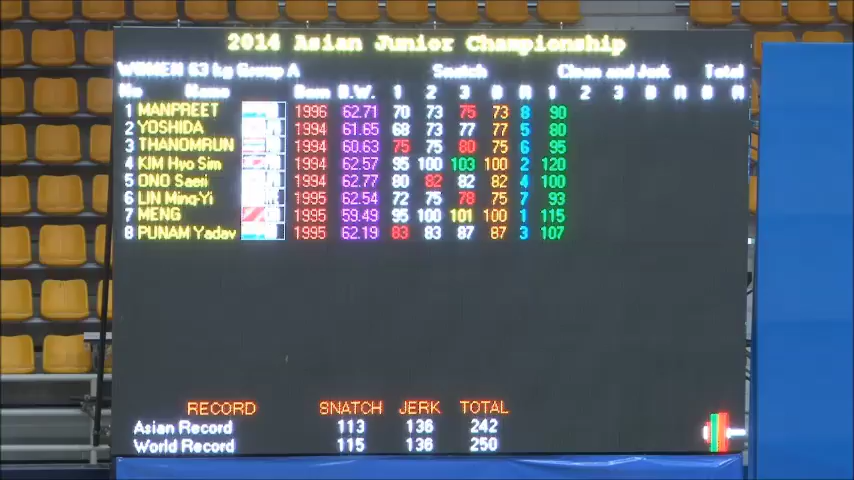 2014 Asian Junior Championship
WOMEN 63 kg Group A Snatch Clean and Jerk Total
No Name Born B.W. 1 2 3 B R 1 2 3 B R B R
1 MANPREET 1996 62.71 70 73 75 73 8 90
2 YOSHIDA 1994 61.65 68 73 77 77 5 80
3 THANOMRUN 1994 60.63 75 75 80 75 6 95
4 KIM Hyo Sim 1994 62.57 95 100 103 100 2 120
5 ONO Saeri 1994 62.77 80 82 82 82 4 100
6 LIN Ming-Yi 1995 62.54 72 75 78 75 7 93
7 MENG 1995 59.49 95 100 101 100 1 115
8 PUNAM Yadav 1995 62.19 83 83 87 87 3 107
RECORD SNATCH JERK TOTAL
Asian Record 113 136 242
World Record 115 136 250